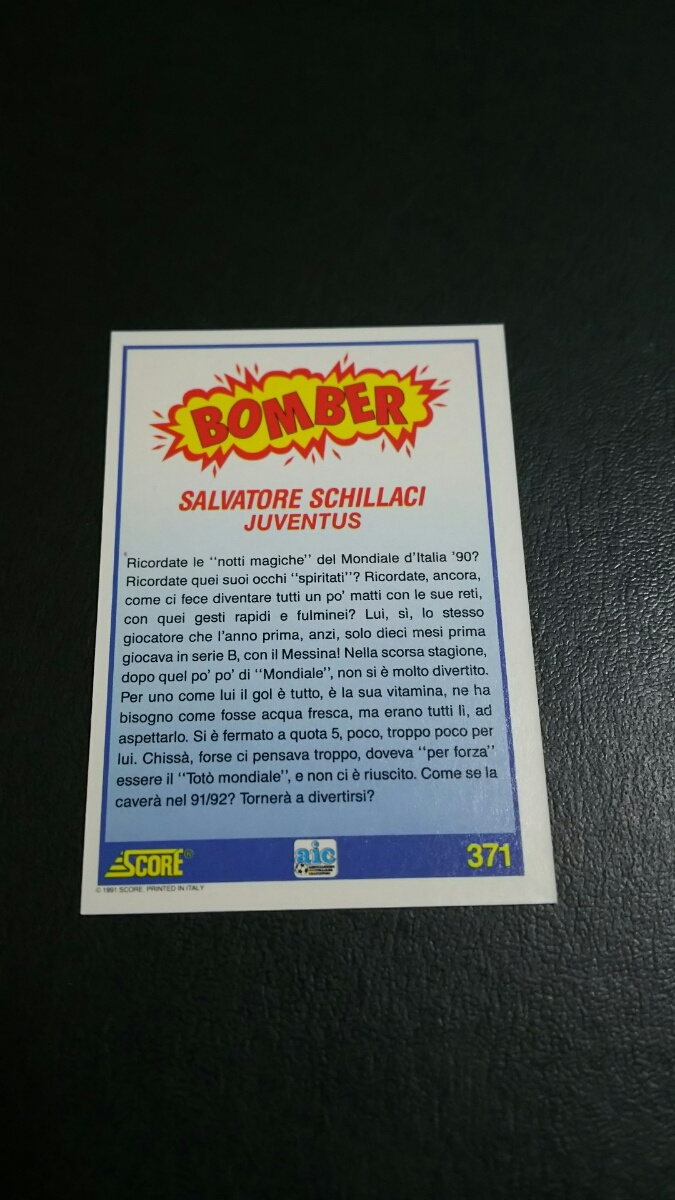 BOMBER
SALVATORE SCHILLACI
JUVENTUS
Ricordate le "notti magiche" del Mondiale d'Italia '90?
Ricordate quei suoi occhi "spiritati"? Ricordate, ancora,
come ci fece diventare tutti un po' matti con le sue reti,
con quei gesti rapidi e fulminei? Lui, sì, lo stesso
giocatore che l'anno prima, anzi, solo dieci mesi prima
giocava in serie B, con il Messina! Nella scorsa stagione,
dopo quel po' po' di "Mondiale", non si è molto divertito.
Per uno come lui il gol è tutto, è la sua vitamina, ne ha
bisogno come fosse acqua fresca, ma erano tutti lì, ad
aspettarlo. Si è fermato a quota 5, poco, troppo poco per
lui. Chissà, forse ci pensava troppo, doveva "per forza"
essere il "Totò mondiale", e non ci è riuscito. Come se la
caverà nel 91/92? Tornerà a divertirsi?
SCORE®
aic
371
© 1991 SCORE, PRINTED IN ITALY